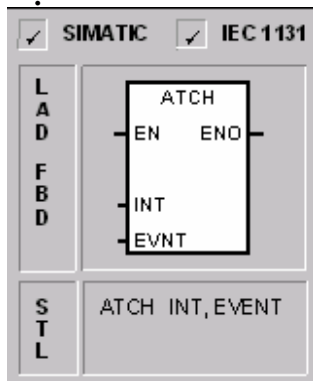 SIMATIC IEC 1131
L
A
D
F
B
D
ATCH
EN ENO
INT
EVNT
S
T
L
ATCH INT, EVENT